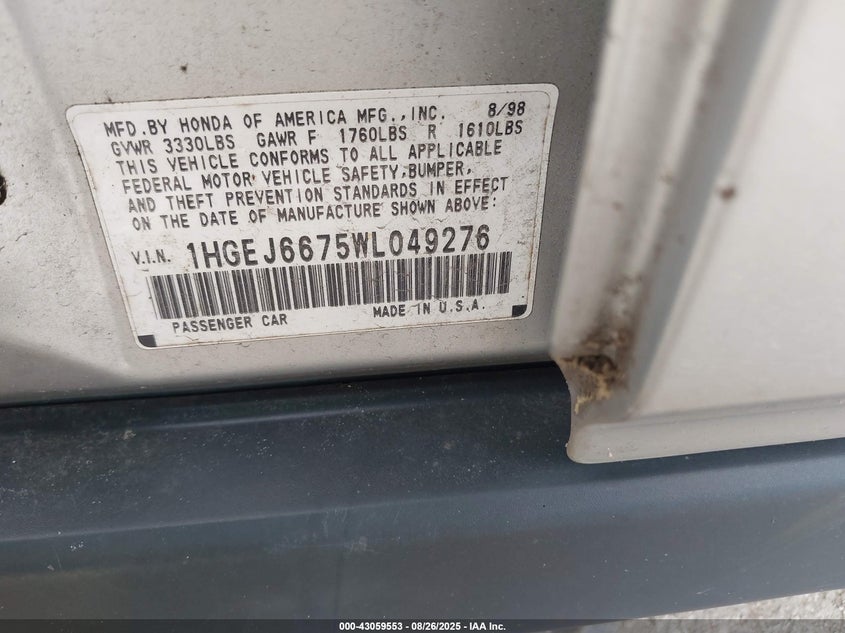 MFD.BY HONDA OF AMERICA MFG.,INC. 8/98
GVWR 3330LBS GAWR F 1760LBS R 1610LBS
THIS VEHICLE CONFORMS TO ALL APPLICABLE
FEDERAL MOTOR VEHICLE SAFETY,BUMPER,
AND THEFT PREVENTION STANDARDS IN EFFECT
ON THE DATE OF MANUFACTURE SHOWN ABOVE:
V.I.N. 1HGEJ6675WL049276
PASSENGER CAR MADE IN U.S.A.
000-43059553 - 08/26/2025 - IAA Inc.